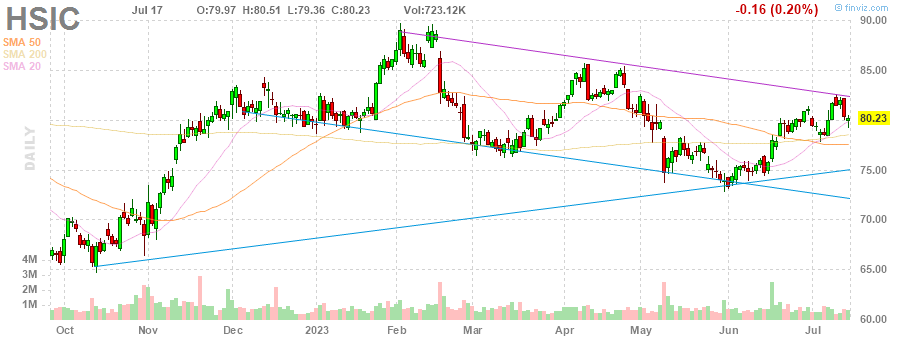 HSIC
Jul 17 O:79.97 H:80.51 L:79.36 C:80.23 Vol:723.12K
-0.16 (0.20%)
© finviz.com
SMA 50
SMA 200
SMA 20
DAILY
90.00
85.00
80.23
75.00
70.00
65.00
60.00
4M
3M
2M
1M
Oct Nov Dec 2023 Feb Mar Apr May Jun Jul